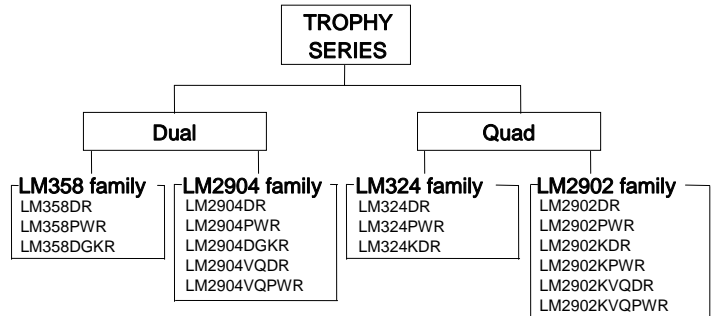 TROPHY
SERIES
Dual
Quad
LM358 family
LM358DR
LM358PWR
LM358DGKR
LM2904 family
LM2904DR
LM2904PWR
LM2904DGKR
LM2904VQDR
LM2904VQPWR
LM324 family
LM324DR
LM324PWR
LM324KDR
LM2902 family
LM2902DR
LM2902PWR
LM2902KDR
LM2902KPWR
LM2902KVQDR
LM2902KVQPWR